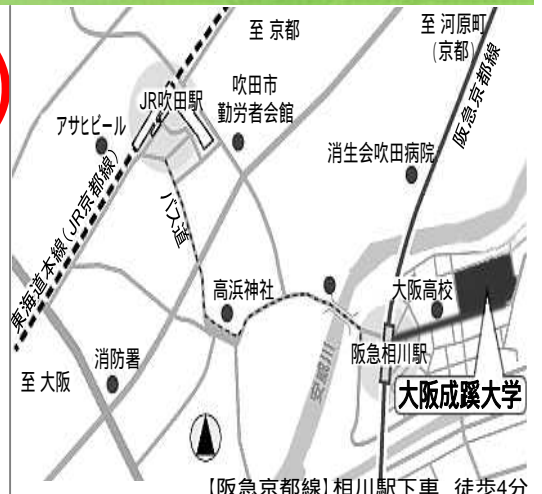 至 京都
至 河原町
(京都)
阪急京都線
JR吹田駅
吹田市
勤労者会館
アサヒビール
消生会吹田病院
東海道本線(JR京都線)
バス道
高浜神社
大阪高校
阪急相川駅
安威川
消防署
至 大阪
大阪成蹊大学
【阪急京都線】相川駅下車 徒歩4分